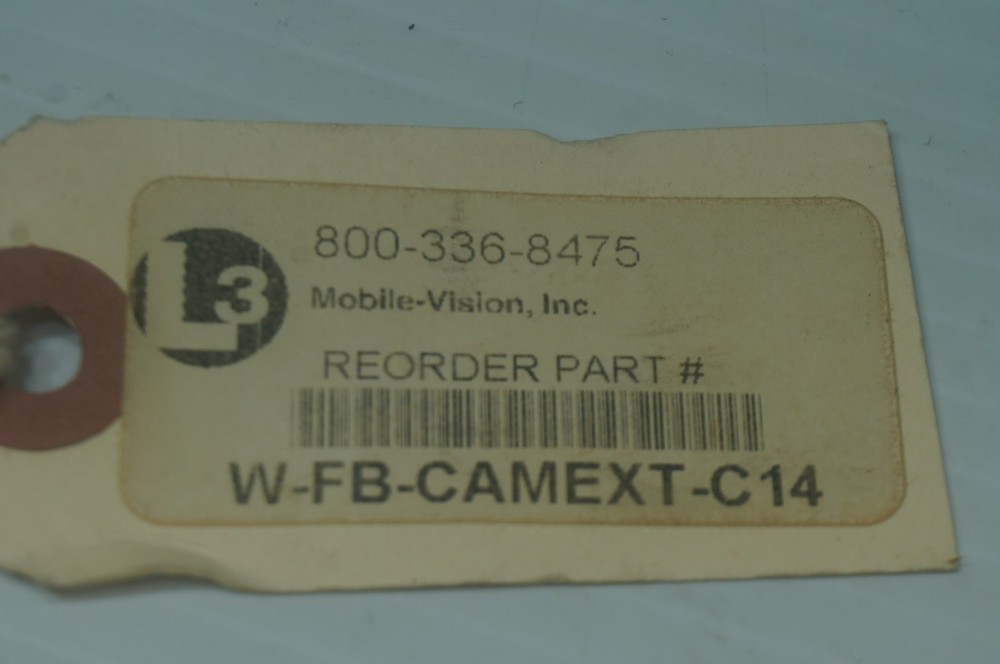 L3
800-336-8475
Mobile-Vision, Inc.
REORDER PART #
W-FB-CAMEXT-C14